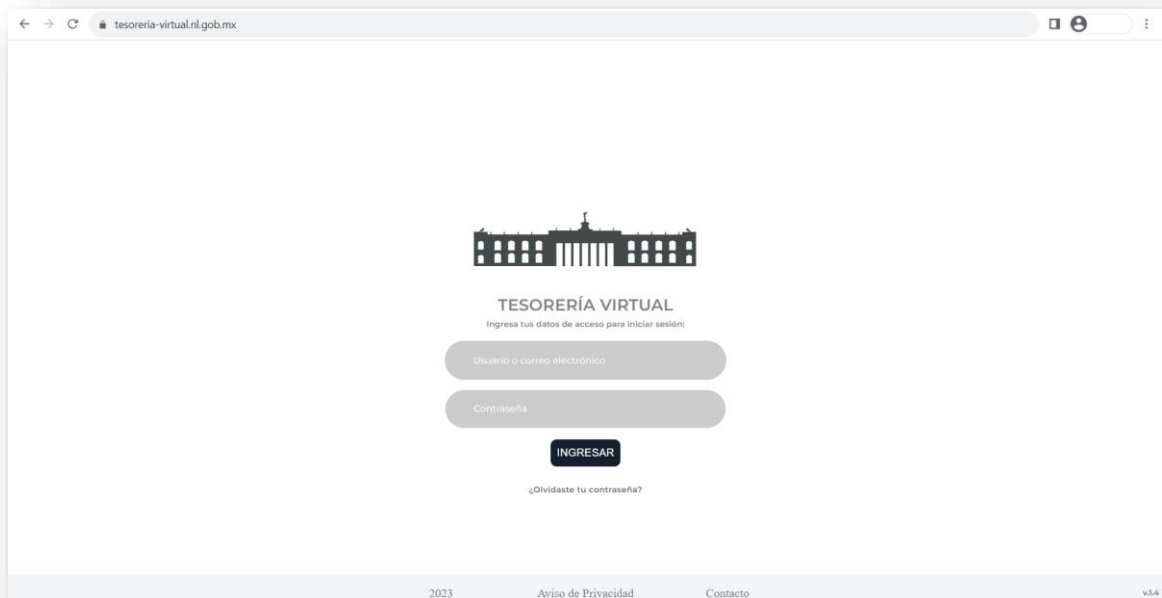 tesoreria-virtual.nl.gob.mx
TESORERÍA VIRTUAL
Ingresa tus datos de acceso para iniciar sesión:
Usuario o correo electrónico
Contraseña
INGRESAR
¿Olvidaste tu contraseña?
2023 Aviso de Privacidad Contacto v.1.4